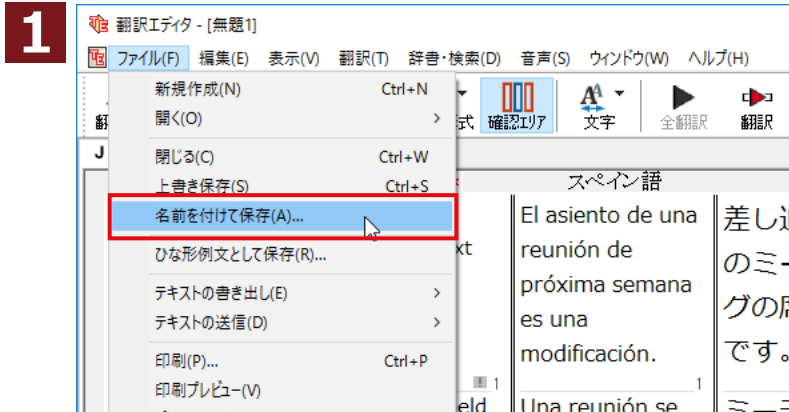 1
翻訳エディタ - [無題1]
ファイル(F) 編集(E) 表示(V) 翻訳(T) 辞書・検索(D) 音声(S) ウィンドウ(W) ヘルプ(H)
新規作成(N) Ctrl+N
開く(O)
式 確認エリア 文字 全翻訳 翻訳
閉じる(C) Ctrl+W
上書き保存(S) Ctrl+S
名前を付けて保存(A)...
ひな形例文として保存(R)...
テキストの書き出し(E)
テキストの送信(D)
印刷(P)... Ctrl+P
印刷プレビュー(V)
J
xt
1
eld
スペイン語
El asiento de una
reunión de
próxima semana
es una
modificación.
1
Una reunión se
差し
のミー
グの
です。
ミー